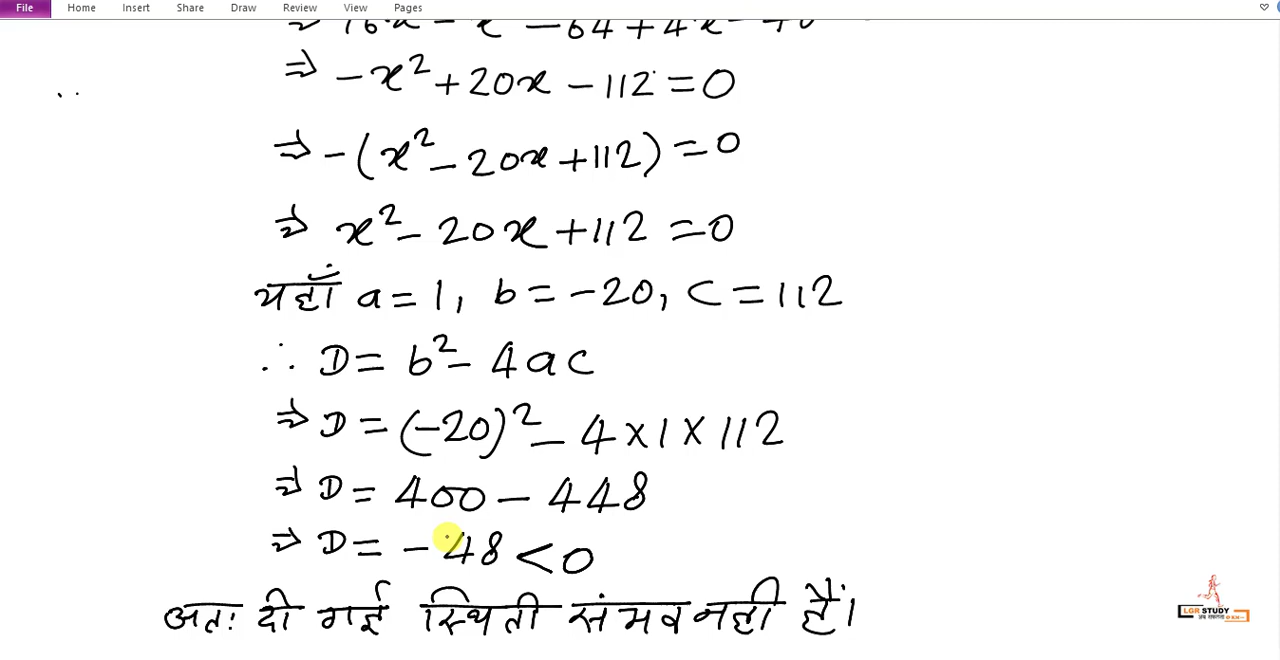 File Home Insert Share Draw Review View Pages
⇒ -x²+20x-112=0
⇒ -(x²-20x+112)=0
⇒ x²-20x+112=0
यहाँ a=1, b=-20, c=112
∴ D= b²-4ac
⇒ D=(-20)²-4×1×112
⇒ D=400-448
⇒ D=-48<0
अतः दी गई स्थिती संभव नही हैं।
LGR STUDY